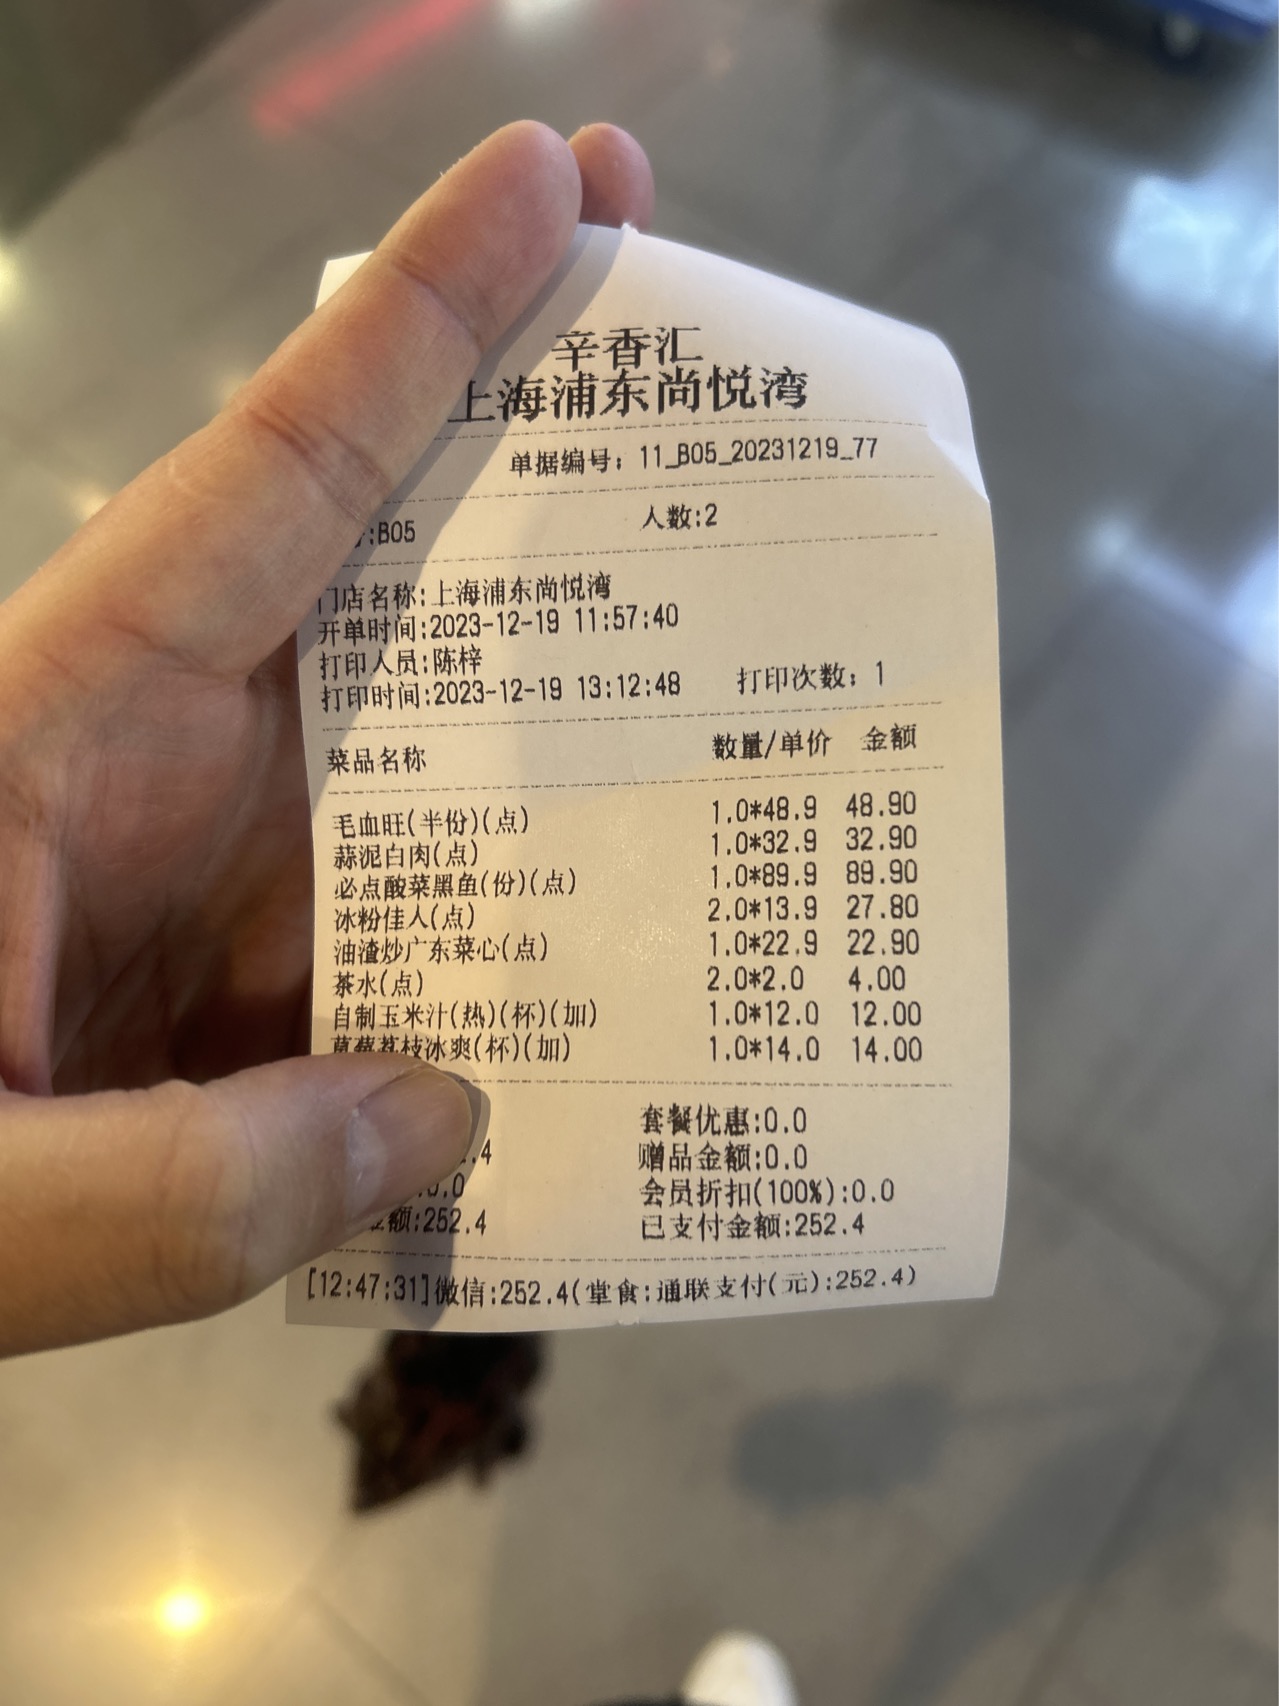 辛香汇
上海浦东尚悦湾
单据编号：11_B05_20231219_77
:B05 人数:2
门店名称:上海浦东尚悦湾
开单时间:2023-12-19 11:57:40
打印人员:陈梓
打印时间:2023-12-19 13:12:48 打印次数：1
菜品名称 数量/单价 金额
毛血旺(半份)(点) 1.0*48.9 48.90
蒜泥白肉(点) 1.0*32.9 32.90
必点酸菜黑鱼(份)(点) 1.0*89.9 89.90
冰粉佳人(点) 2.0*13.9 27.80
油渣炒广东菜心(点) 1.0*22.9 22.90
茶水(点) 2.0*2.0 4.00
自制玉米汁(热)(杯)(加) 1.0*12.0 12.00
荔枝冰爽(杯)(加) 1.0*14.0 14.00
套餐优惠:0.0
.4 赠品金额:0.0
.0 会员折扣(100%):0.0
金额:252.4 已支付金额:252.4
[12:47:31]微信:252.4(堂食:通联支付(元):252.4)